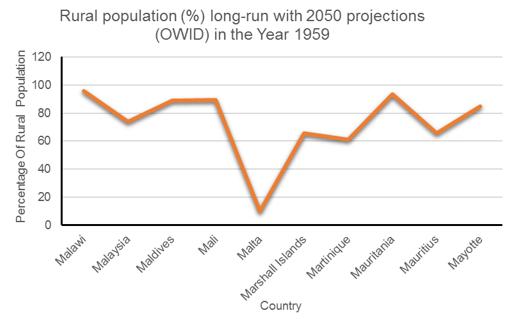 Rural population (%) long-run with 2050 projections
(OWID) in the Year 1959
Percentage Of Rural Population
120
100
80
60
40
20
0
Malawi
Malaysia
Maldives
Mali
Malta
Marshall Islands
Martinique
Mauritania
Mauritius
Mayotte
Country